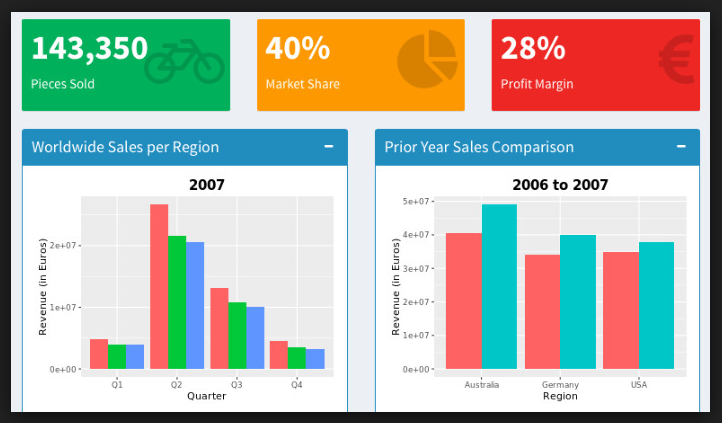 143,350
Pieces Sold
40%
Market Share
28%
Profit Margin
Worldwide Sales per Region
Prior Year Sales Comparison
2007
Revenue (in Euros)
2e+07
1e+07
0e+00
Q1 Q2 Q3 Q4
Quarter
2006 to 2007
Revenue (in Euros)
5e+07
4e+07
3e+07
2e+07
1e+07
0e+00
Australia Germany USA
Region